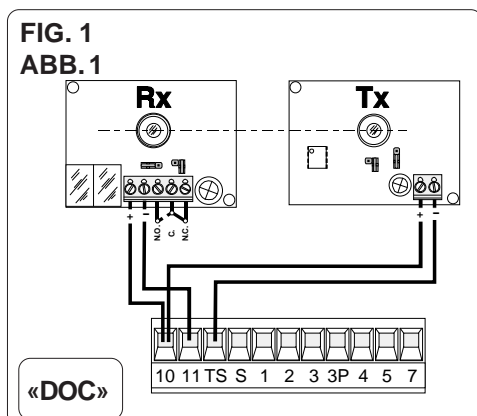 FIG. 1
ABB.1
Rx Tx
+ – N.O. C. N.C. + –
10 11 TS S 1 2 3 3P 4 5 7
«DOC»